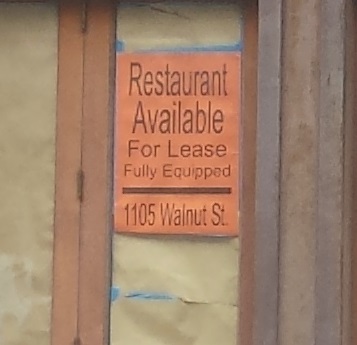 Restaurant
Available
For Lease
Fully Equipped
1105 Walnut St.